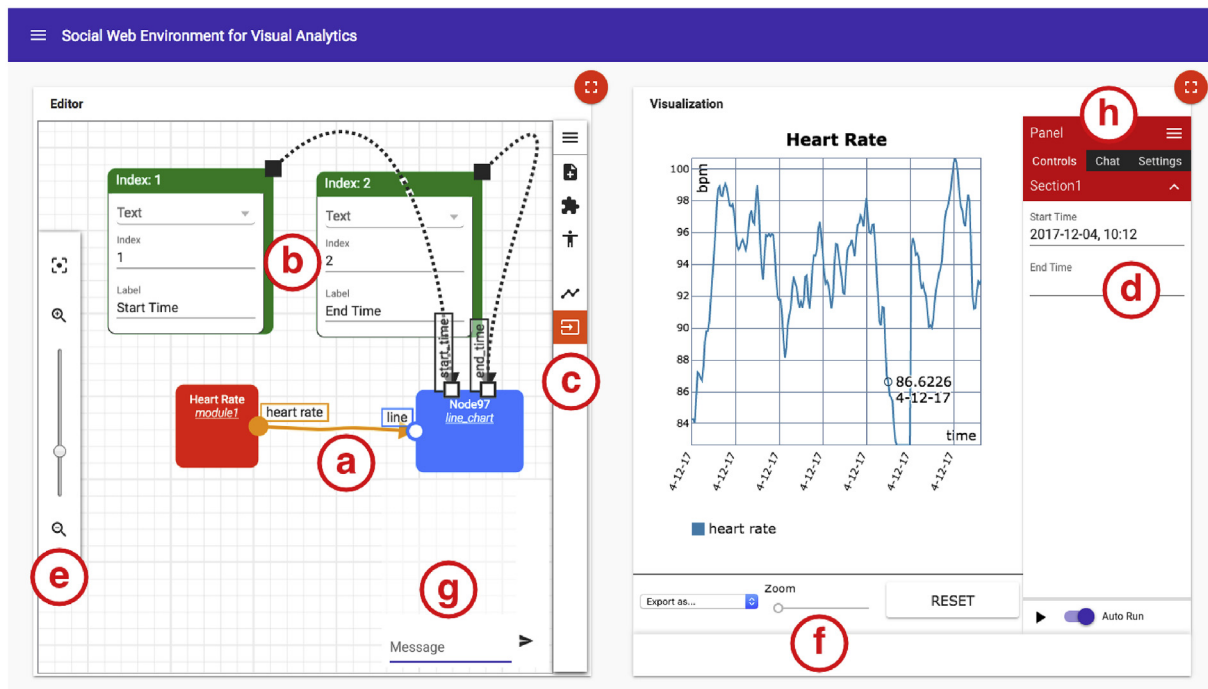 Social Web Environment for Visual Analytics
Editor
Index: 1
Text
Index
1
Label
Start Time
Index: 2
Text
Index
2
Label
End Time
b
start_time
end_time
c
Heart Rate
module1
heart rate
line
Node97
line_chart
a
e
g
Message
Visualization
Heart Rate
bpm
100
98
96
94
92
90
88
86
84
86.6226
4-12-17
time
4-12-17
4-12-17
4-12-17
4-12-17
4-12-17
4-12-17
4-12-17
heart rate
Export as...
Zoom
RESET
f
h
Panel
Controls Chat Settings
Section1
Start Time
2017-12-04, 10:12
End Time
d
Auto Run